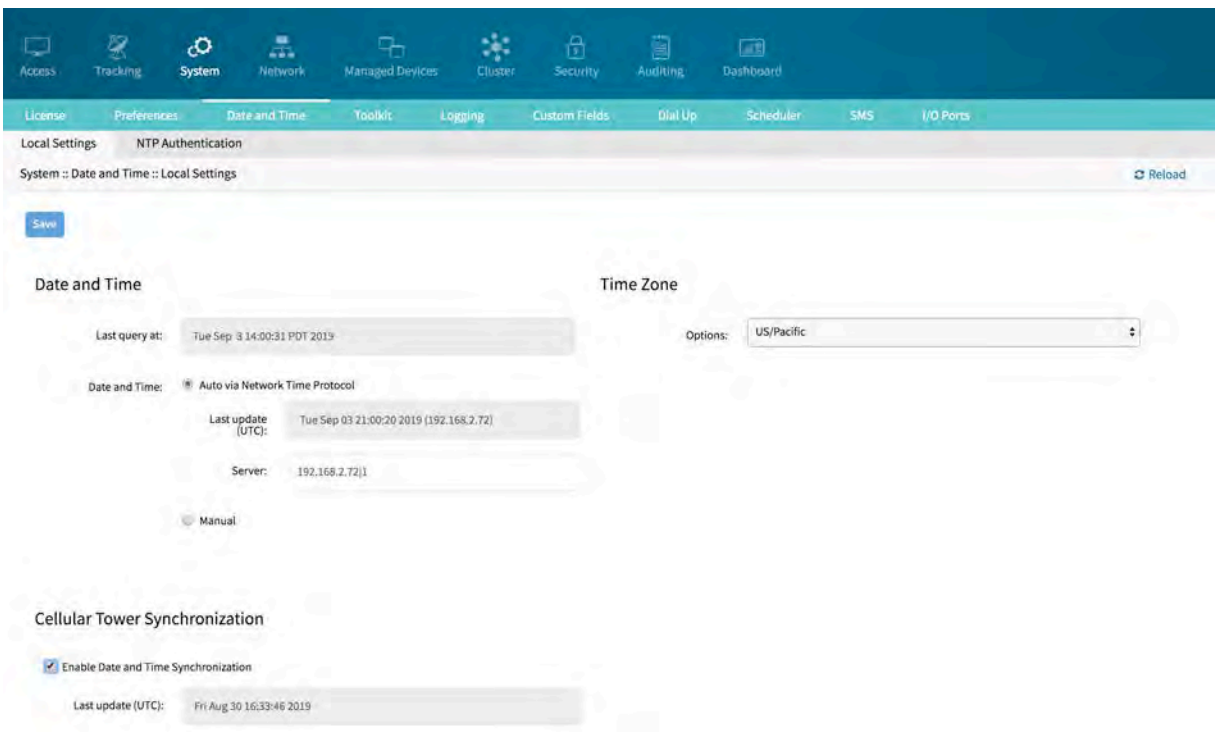 Access Tracking System Network Managed Devices Cluster Security Auditing Dashboard
License Preferences Date and Time Toolkit Logging Custom Fields Dial Up Scheduler SMS I/O Ports
Local Settings NTP Authentication
System :: Date and Time :: Local Settings Reload
Save
Date and Time Time Zone
Last query at: Tue Sep 3 14:00:31 PDT 2019 Options: US/Pacific
Date and Time: Auto via Network Time Protocol
Last update
(UTC): Tue Sep 03 21:00:20 2019 (192.168.2.72)
Server: 192.168.2.72|1
Manual
Cellular Tower Synchronization
Enable Date and Time Synchronization
Last update (UTC): Fri Aug 30 16:33:46 2019